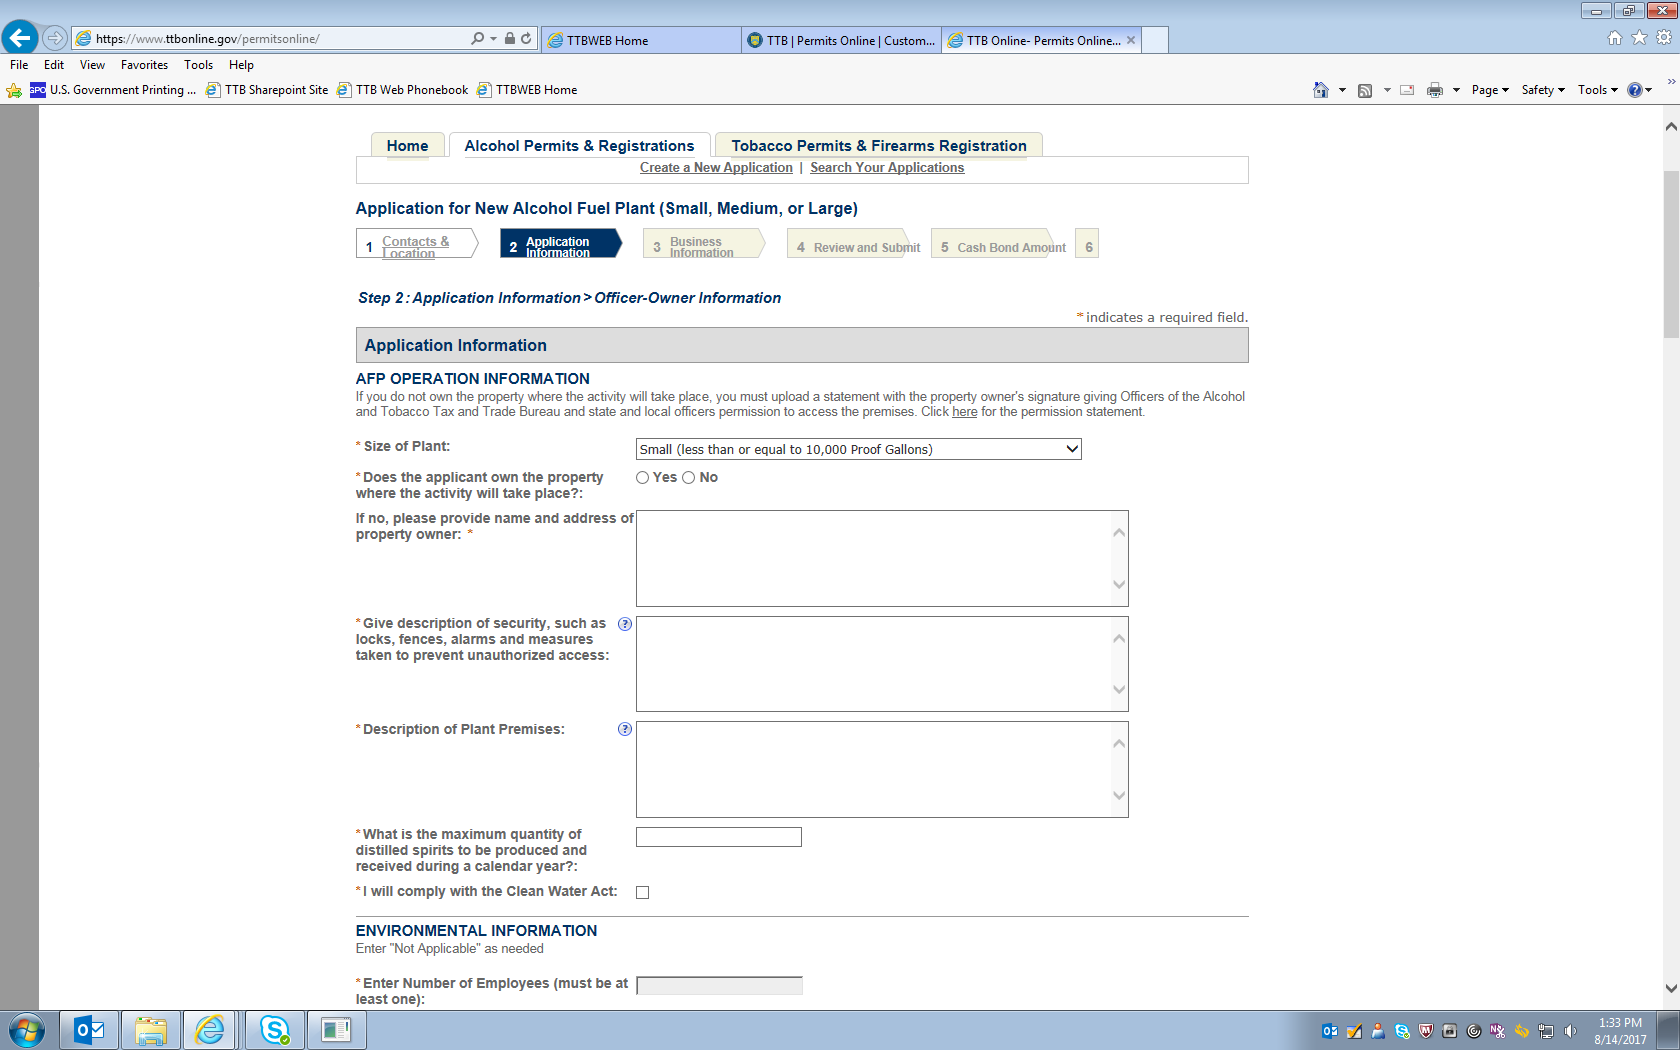 https://www.ttbonline.gov/permitsonline/
TTBWEB Home
TTB | Permits Online | Custom...
TTB Online- Permits Online...
File Edit View Favorites Tools Help
GPO U.S. Government Printing ... TTB Sharepoint Site TTB Web Phonebook TTBWEB Home
Page Safety Tools
Home Alcohol Permits & Registrations Tobacco Permits & Firearms Registration
Create a New Application | Search Your Applications
Application for New Alcohol Fuel Plant (Small, Medium, or Large)
1 Contacts & Location
2 Application Information
3 Business Information
4 Review and Submit
5 Cash Bond Amount
6
Step 2: Application Information > Officer-Owner Information
* indicates a required field.
Application Information
AFP OPERATION INFORMATION
If you do not own the property where the activity will take place, you must upload a statement with the property owner's signature giving Officers of the Alcohol
and Tobacco Tax and Trade Bureau and state and local officers permission to access the premises. Click here for the permission statement.
* Size of Plant:
Small (less than or equal to 10,000 Proof Gallons)
* Does the applicant own the property
where the activity will take place?:
Yes No
If no, please provide name and address of
property owner: *
* Give description of security, such as
locks, fences, alarms and measures
taken to prevent unauthorized access:
* Description of Plant Premises:
* What is the maximum quantity of
distilled spirits to be produced and
received during a calendar year?:
* I will comply with the Clean Water Act:
ENVIRONMENTAL INFORMATION
Enter "Not Applicable" as needed
* Enter Number of Employees (must be at
least one):
1:33 PM
8/14/2017